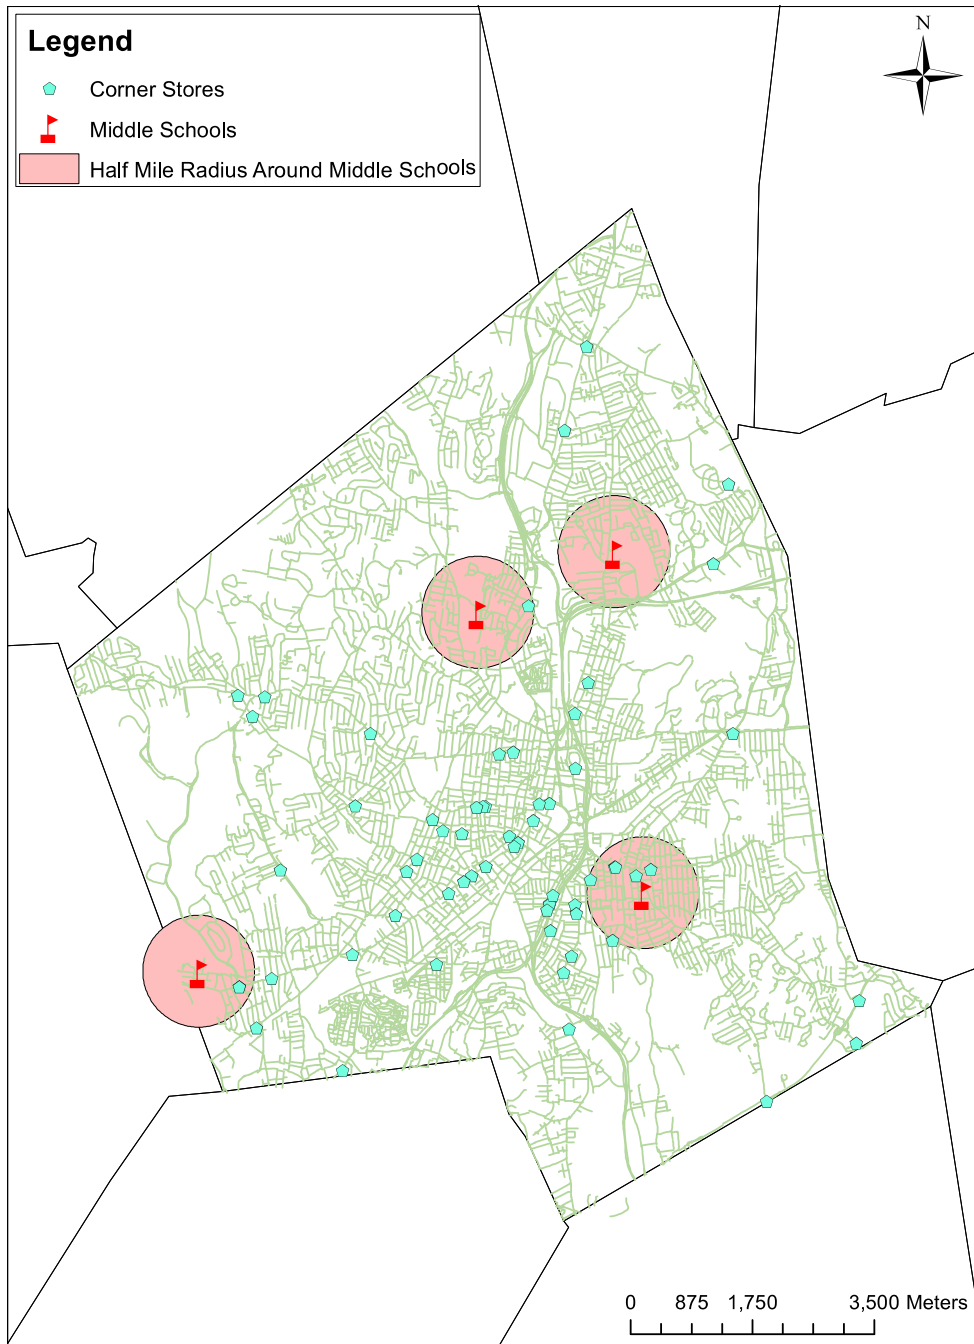 Legend
Corner Stores
Middle Schools
Half Mile Radius Around Middle Schools
N
0 875 1,750 3,500 Meters